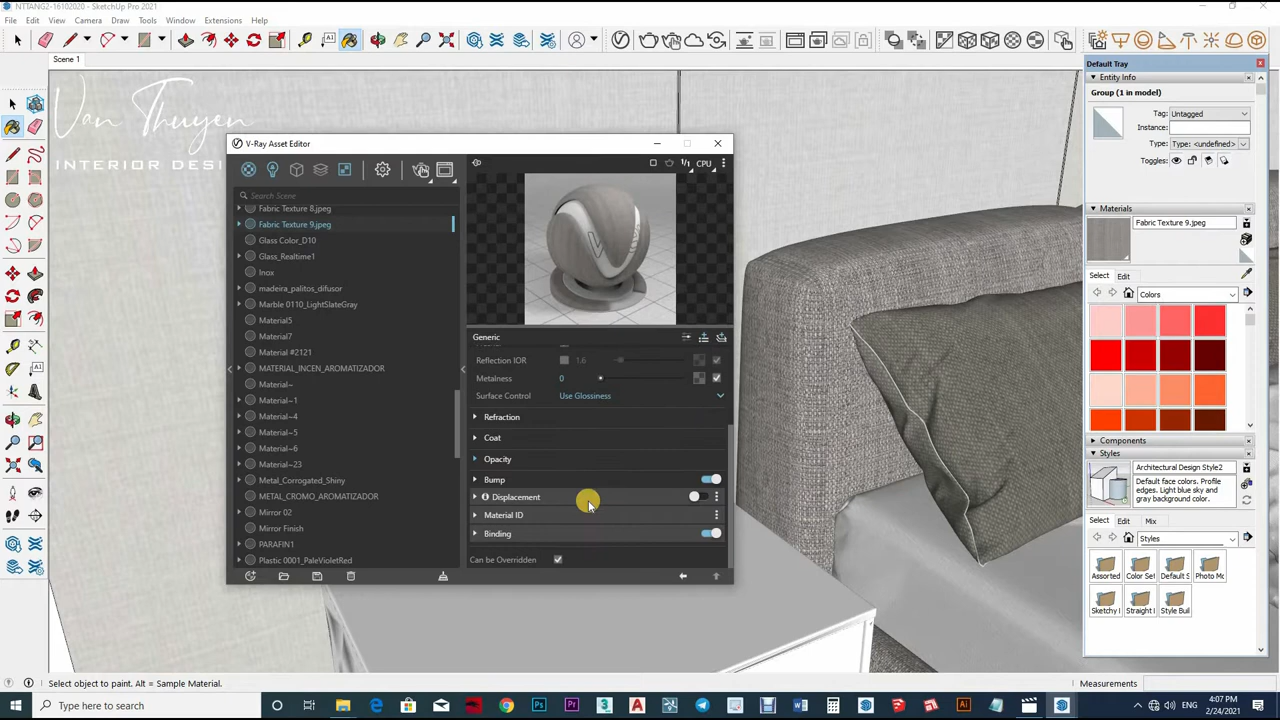 NTTANG2-16102020 - SketchUp Pro 2021
File Edit View Camera Draw Tools Window Extensions Help
Scene 1
Van Thuyen
INTERIOR DESI
V-Ray Asset Editor
CPU
Search Scene
Fabric Texture 8.jpeg
Fabric Texture 9.jpeg
Glass Color_D10
Glass_Realtime1
Inox
madeira_palitos_difusor
Marble 0110_LightSlateGray
Material5
Material7
Material #2121
MATERIAL_INCEN_AROMATIZADOR
Material~
Material~1
Material~4
Material~5
Material~6
Material~23
Metal_Corrogated_Shiny
METAL_CROMO_AROMATIZADOR
Mirror 02
Mirror Finish
PARAFIN1
Plastic 0001_PaleVioletRed
Generic
Reflection IOR 1.6
Metalness 0
Surface Control Use Glossiness
Refraction
Coat
Opacity
Bump
Displacement
Material ID
Binding
Can be Overridden
Default Tray
Entity Info
Group (1 in model)
Tag: Untagged
Instance:
Type: Type: <undefined>
Toggles:
Materials
Fabric Texture 9.jpeg
Select Edit
Colors
Components
Styles
Architectural Design Style2
Default face colors. Profile edges. Light blue sky and gray background color.
Select Edit Mix
Styles
Assorted Color Set Default S Photo Mo
Sketchy I Straight l Style Buil
Select object to paint. Alt = Sample Material.
Measurements
Type here to search
4:07 PM
2/24/2021